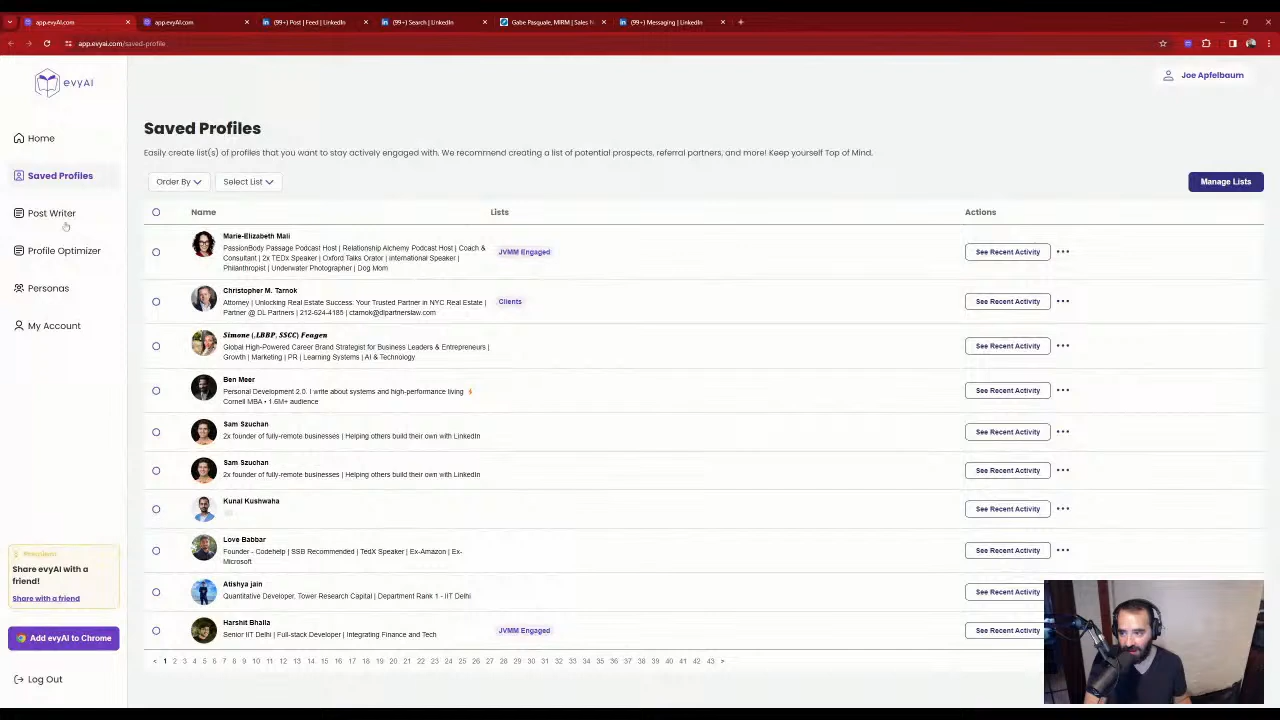 app.evyAI.com
app.evyAI.com
(99+) Post | Feed | LinkedIn
(99+) Search | LinkedIn
Gabe Pasquale, MIRM | Sales N
(99+) Messaging | LinkedIn
app.evyai.com/saved-profile
evyAI
Joe Apfelbaum
Home
Saved Profiles
Post Writer
Profile Optimizer
Personas
My Account
Saved Profiles
Easily create list(s) of profiles that you want to stay actively engaged with. We recommend creating a list of potential prospects, referral partners, and more! Keep yourself Top of Mind.
Order By
Select List
Manage Lists
Name
Lists
Actions
Marie-Elizabeth Mali
PassionBody Passage Podcast Host | Relationship Alchemy Podcast Host | Coach &
Consultant | 2x TEDx Speaker | Oxford Talks Orator | International Speaker |
Philanthropist | Underwater Photographer | Dog Mom
JVMM Engaged
See Recent Activity
Christopher M. Tarnok
Attorney | Unlocking Real Estate Success. Your Trusted Partner in NYC Real Estate |
Partner @ DL Partners | 212-624-4185 | ctarnok@dlpartnerslaw.com
Clients
See Recent Activity
Simone (,LBBP, SSCC) Feagen
Global High-Powered Career Brand Strategist for Business Leaders & Entrepreneurs |
Growth | Marketing | PR | Learning Systems | AI & Technology
See Recent Activity
Ben Meer
Personal Development 2.0. I write about systems and high-performance living ⚡
Cornell MBA • 1.6M+ audience
See Recent Activity
Sam Szuchan
2x founder of fully-remote businesses | Helping others build their own with LinkedIn
See Recent Activity
Sam Szuchan
2x founder of fully-remote businesses | Helping others build their own with LinkedIn
See Recent Activity
Kunal Kushwaha
See Recent Activity
Love Babbar
Founder - Codehelp | SSB Recommended | TedX Speaker | Ex-Amazon | Ex-
Microsoft
See Recent Activity
Atishya jain
Quantitative Developer, Tower Research Capital | Department Rank 1 - IIT Delhi
See Recent Activity
Harshit Bhalla
Senior IIT Delhi | Full-stack Developer | Integrating Finance and Tech
JVMM Engaged
See Recent Activity
< 1 2 3 4 5 6 7 8 9 10 11 12 13 14 15 16 17 18 19 20 21 22 23 24 25 26 27 28 29 30 31 32 33 34 35 36 37 38 39 40 41 42 43 >
Share evyAI with a
friend!
Share with a friend
Add evyAI to Chrome
Log Out